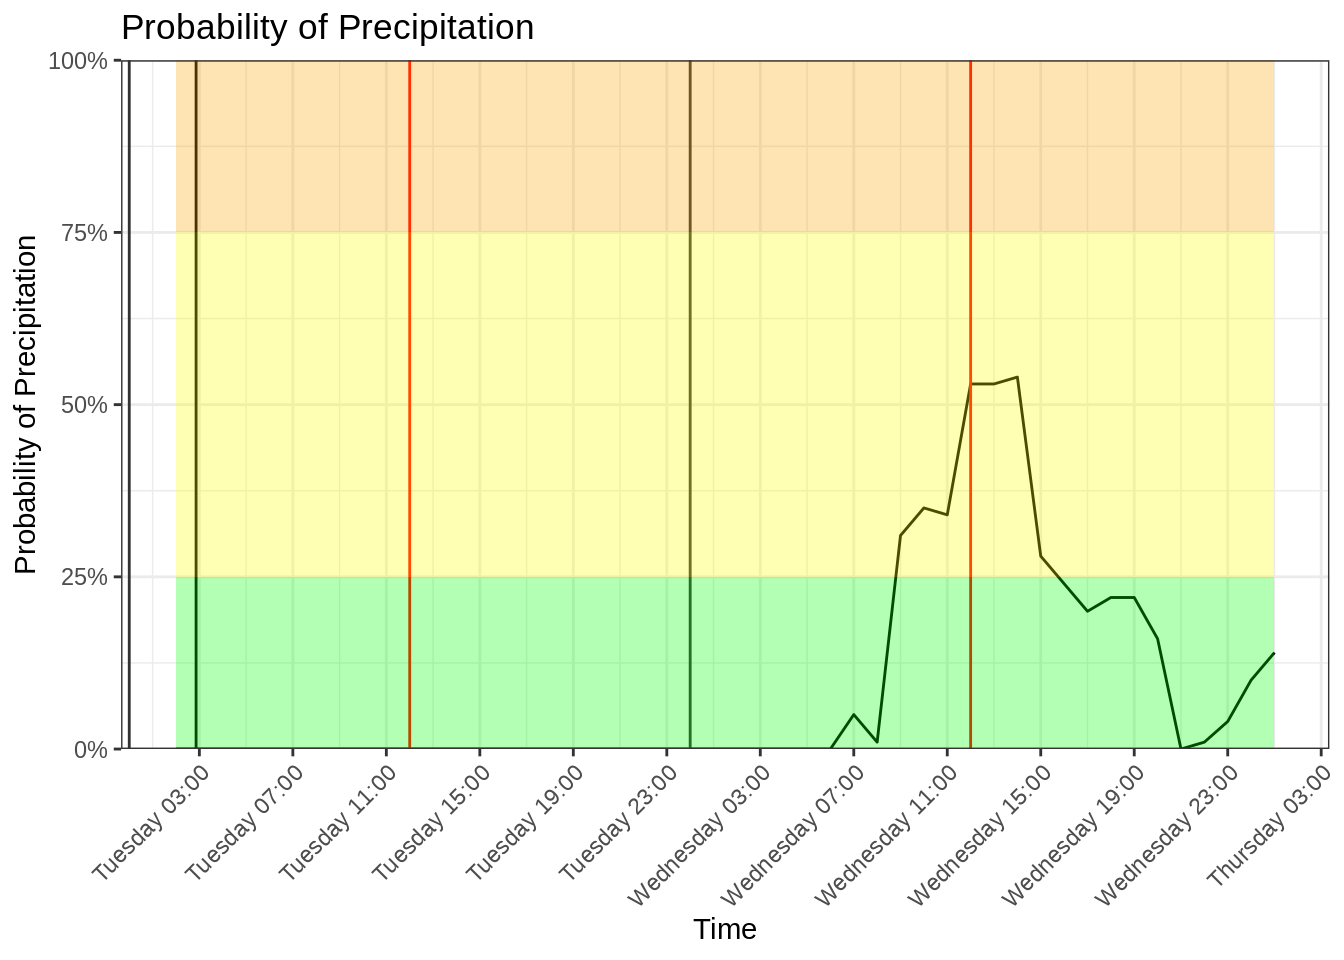 Probability of Precipitation
100%
75%
50%
25%
0%
Probability of Precipitation
Tuesday 03:00
Tuesday 07:00
Tuesday 11:00
Tuesday 15:00
Tuesday 19:00
Tuesday 23:00
Wednesday 03:00
Wednesday 07:00
Wednesday 11:00
Wednesday 15:00
Wednesday 19:00
Wednesday 23:00
Thursday 03:00
Time